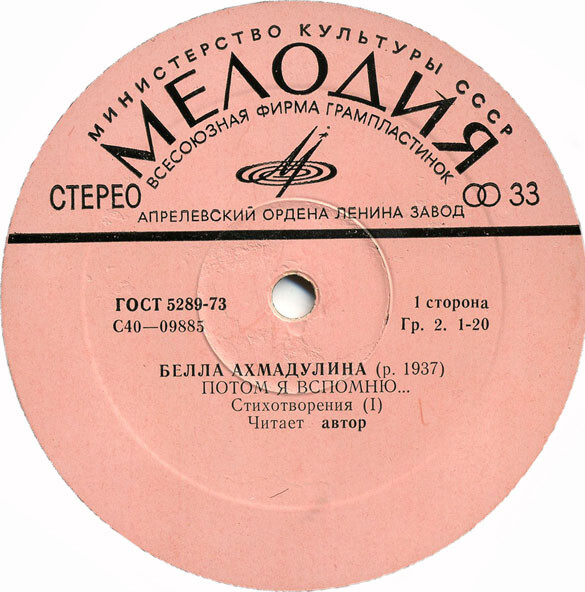 МИНИСТЕРСТВО КУЛЬТУРЫ СССР
МЕЛОДИЯ
ВСЕСОЮЗНАЯ ФИРМА ГРАМПЛАСТИНОК
СТЕРЕО 33
АПРЕЛЕВСКИЙ ОРДЕНА ЛЕНИНА ЗАВОД
ГОСТ 5289-73 1 сторона
С40—09885 Гр. 2. 1-20
БЕЛЛА АХМАДУЛИНА (р. 1937)
ПОТОМ Я ВСПОМНЮ...
Стихотворения (I)
Читает автор